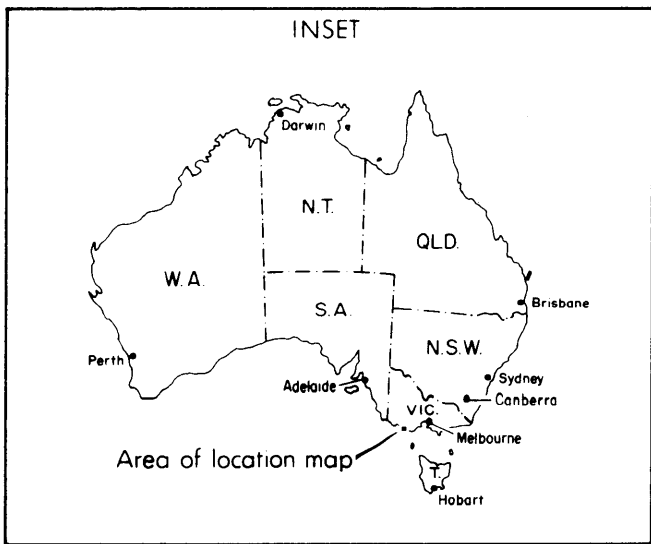 INSET
Darwin
N.T.
QLD.
W.A.
S.A.
Brisbane
N.S.W.
Perth
Adelaide
Sydney
Canberra
VIC.
Melbourne
Area of location map
T.
Hobart